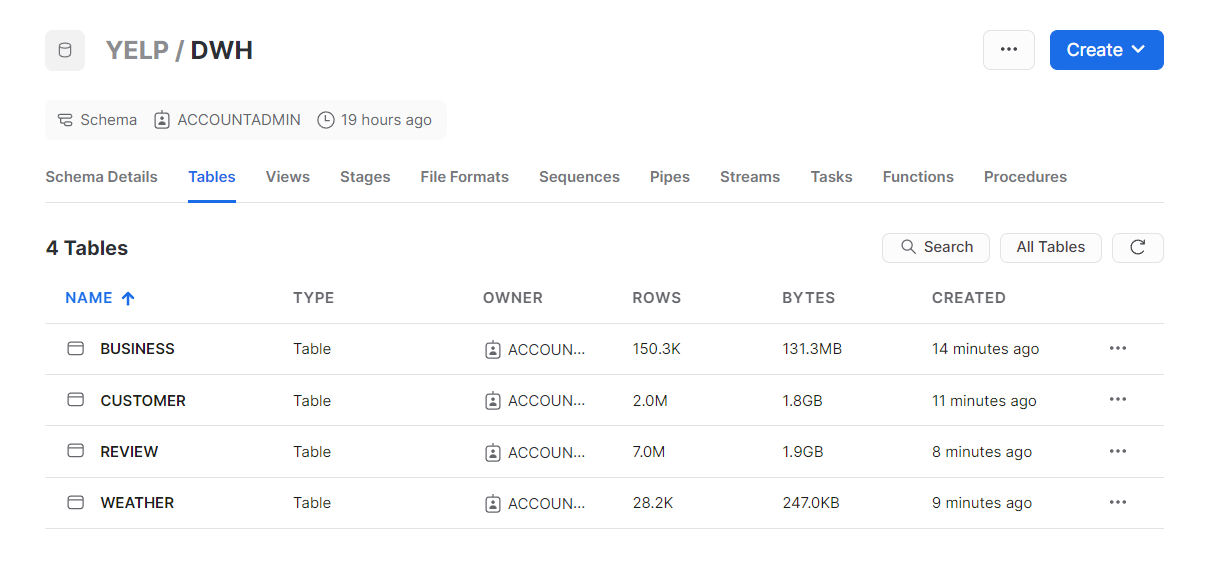 YELP / DWH
Create
Schema ACCOUNTADMIN 19 hours ago
Schema Details Tables Views Stages File Formats Sequences Pipes Streams Tasks Functions Procedures
4 Tables Search All Tables
NAME TYPE OWNER ROWS BYTES CREATED
BUSINESS Table ACCOUN... 150.3K 131.3MB 14 minutes ago
CUSTOMER Table ACCOUN... 2.0M 1.8GB 11 minutes ago
REVIEW Table ACCOUN... 7.0M 1.9GB 8 minutes ago
WEATHER Table ACCOUN... 28.2K 247.0KB 9 minutes ago